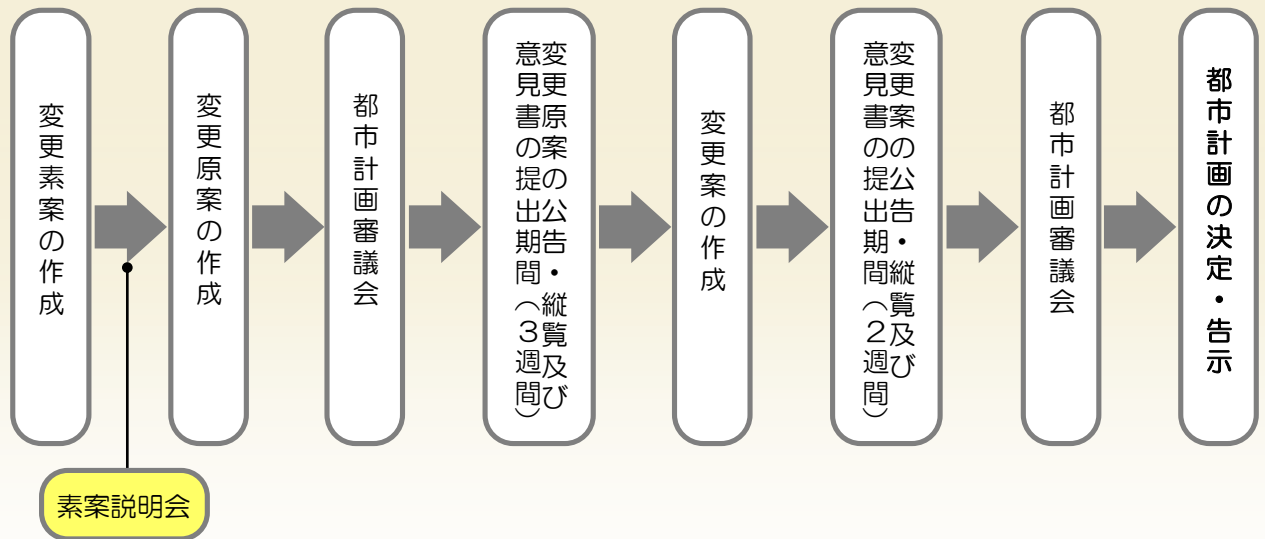 変更素案の作成
変更原案の作成
都市計画審議会
変更原案の公告・縦覧及び
意見書の提出期間（３週間）
変更案の作成
変更案の公告・縦覧及び
意見書の提出期間（２週間）
都市計画審議会
都市計画の決定・告示
素案説明会